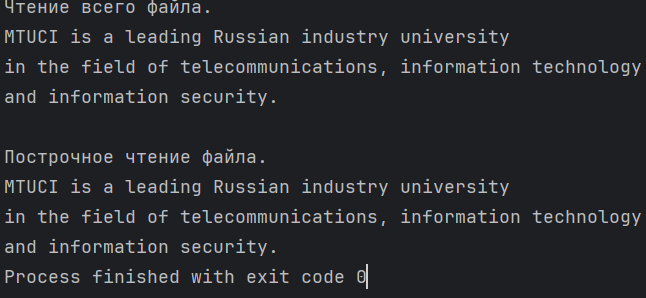 Чтение всего файла.
MTUCI is a leading Russian industry university
in the field of telecommunications, information technology
and information security.

Построчное чтение файла.
MTUCI is a leading Russian industry university
in the field of telecommunications, information technology
and information security.
Process finished with exit code 0